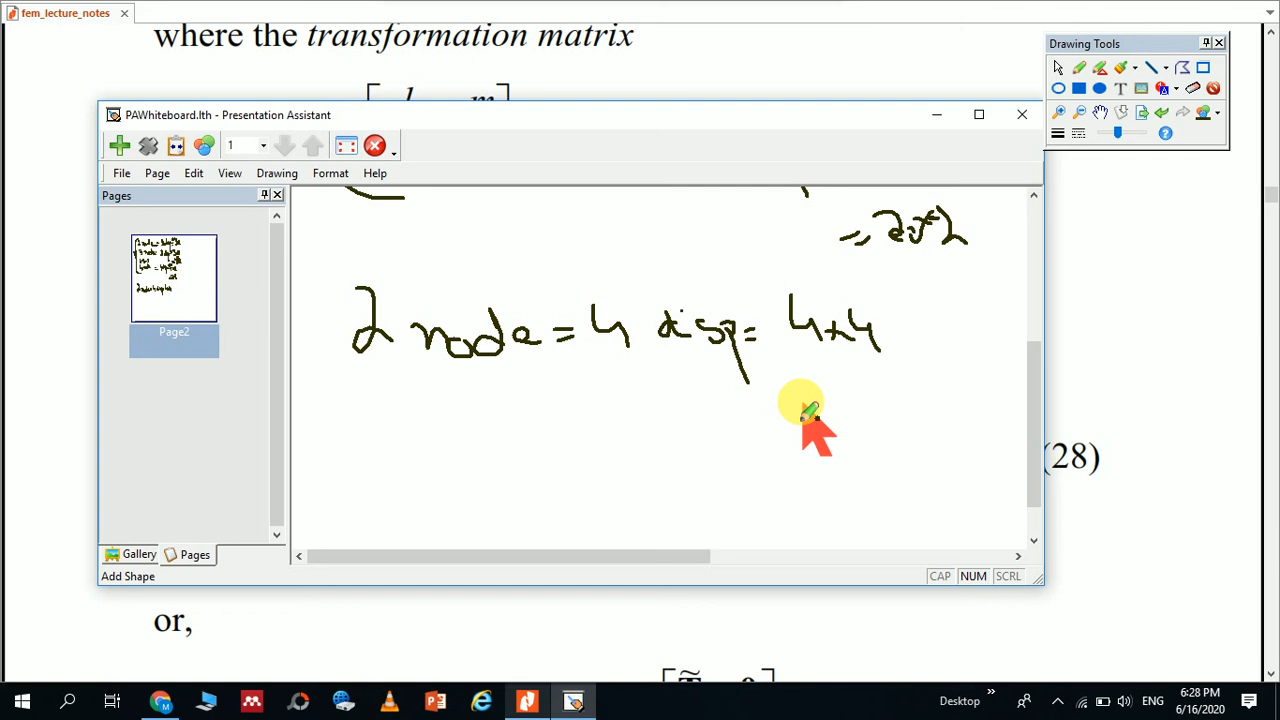 fem_lecture_notes
where the transformation matrix
Drawing Tools
l m
PAWhiteboard.lth - Presentation Assistant
1
File Page Edit View Drawing Format Help
Pages
2 node = 4 disp = 4+4
Page2
(28)
Gallery Pages
Add Shape
CAP NUM SCRL
or,
T̃ 0
Desktop
ENG
6:28 PM
6/16/2020